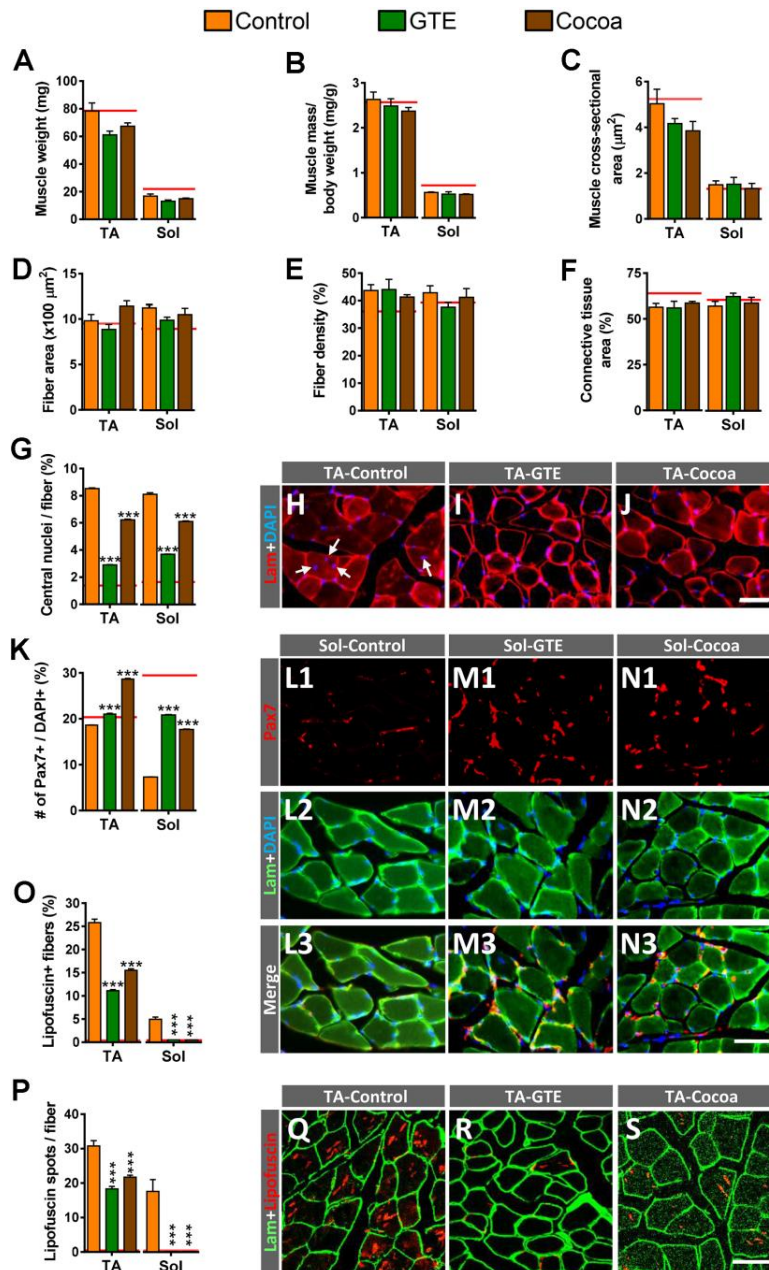 Control GTE Cocoa
A
Muscle weight (mg)
100
80
60
40
20
0
TA Sol
B
Muscle mass/
body weight (mg/g)
3
2
1
0
TA Sol
C
Muscle cross-sectional
area (μm²)
6
4
2
0
TA Sol
D
Fiber area (x100 μm²)
15
10
5
0
TA Sol
E
Fiber density (%)
50
40
30
20
10
0
TA Sol
F
Connective tissue
area (%)
75
50
25
0
TA Sol
G
Central nuclei / fiber (%)
10
8
6
4
2
0
*** *** *** ***
TA Sol
TA-Control TA-GTE TA-Cocoa
Lam+DAPI
H I J
K
# of Pax7+ / DAPI+ (%)
30
20
10
0
*** *** *** ***
TA Sol
Sol-Control Sol-GTE Sol-Cocoa
Pax7
L1 M1 N1
Lam+DAPI
L2 M2 N2
Merge
L3 M3 N3
O
Lipofuscin+ fibers (%)
30
25
20
15
10
5
0
*** *** *** ***
TA Sol
P
Lipofuscin spots / fiber
40
30
20
10
0
*** *** *** ***
TA Sol
TA-Control TA-GTE TA-Cocoa
Lam+Lipofuscin
Q R S